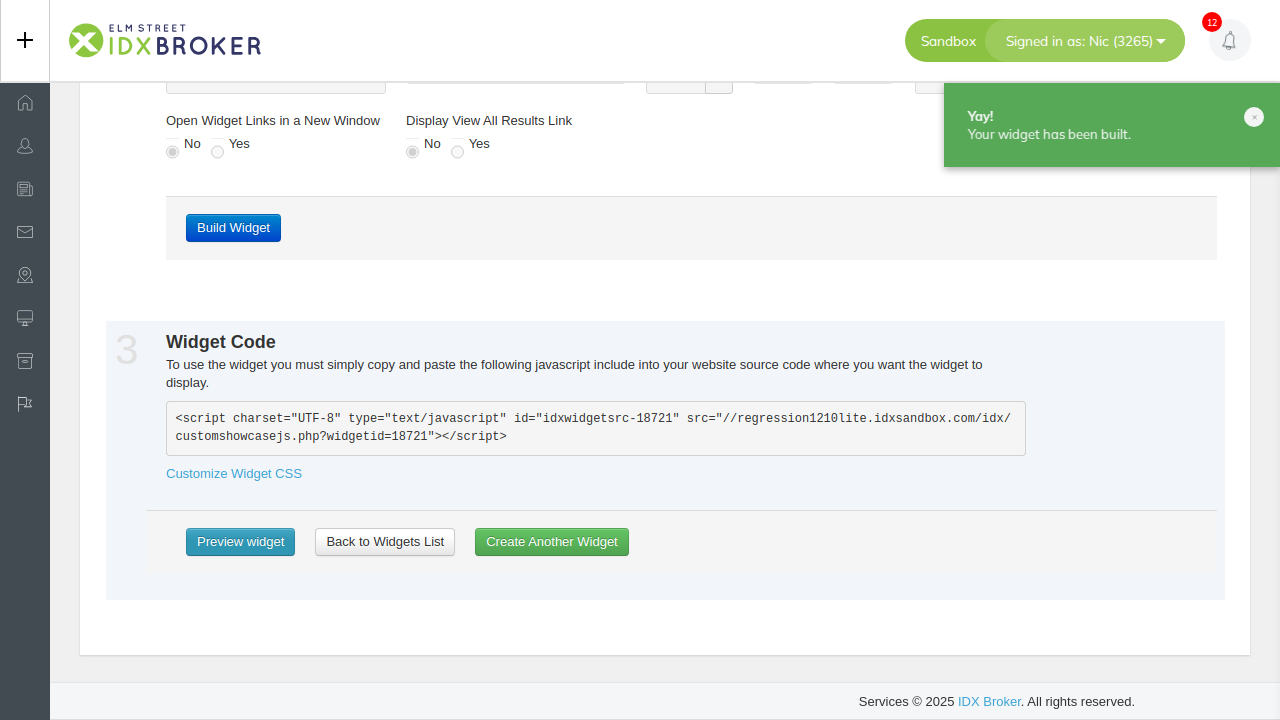 ELM STREET
IDXBROKER
Sandbox
Signed in as: Nic (3265)
12
Yay!
Your widget has been built.
×
Open Widget Links in a New Window
Display View All Results Link
No
Yes
No
Yes
Build Widget
3
Widget Code
To use the widget you must simply copy and paste the following javascript include into your website source code where you want the widget to
display.
<script charset="UTF-8" type="text/javascript" id="idxwidgetsrc-18721" src="//regression1210lite.idxsandbox.com/idx/
customshowcasejs.php?widgetid=18721"></script>
Customize Widget CSS
Preview widget
Back to Widgets List
Create Another Widget
Services © 2025 IDX Broker. All rights reserved.